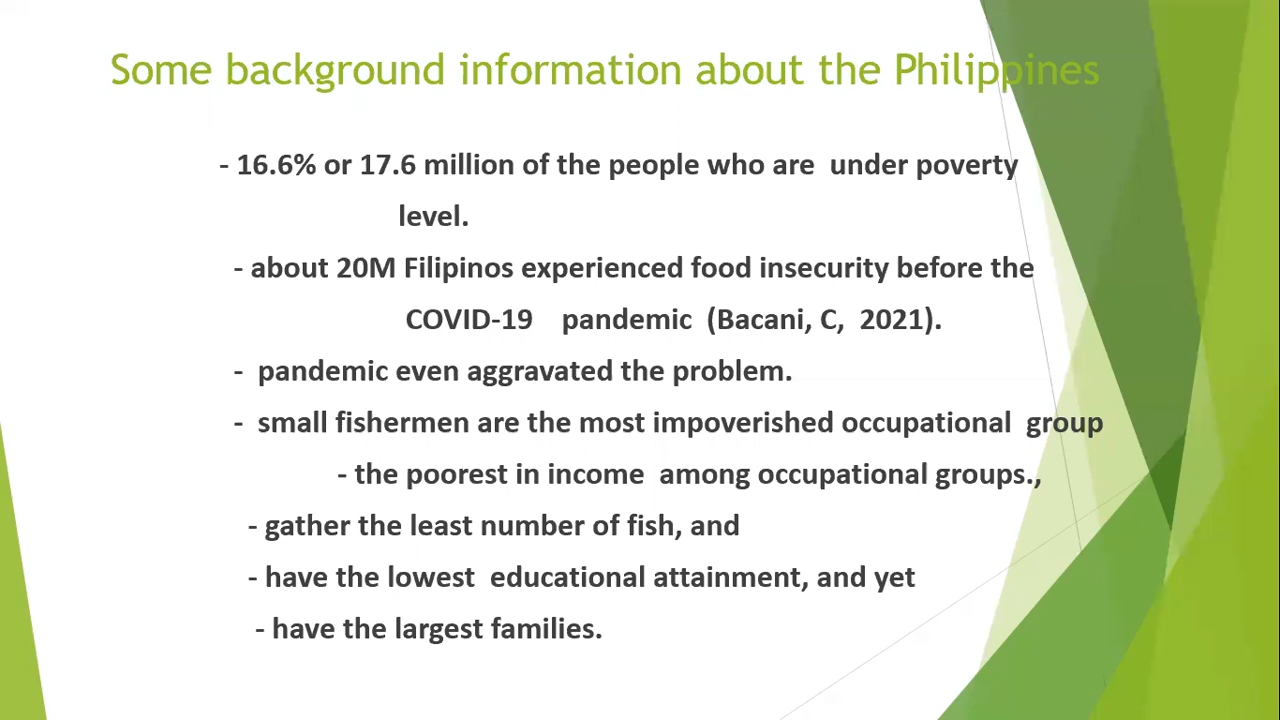 Some background information about the Philippines
- 16.6% or 17.6 million of the people who are  under poverty
level.
- about 20M Filipinos experienced food insecurity before the
COVID-19    pandemic  (Bacani, C,  2021).
-  pandemic even aggravated the problem.
-  small fishermen are the most impoverished occupational  group
- the poorest in income  among occupational groups.,
- gather the least number of fish, and
- have the lowest  educational attainment, and yet
- have the largest families.